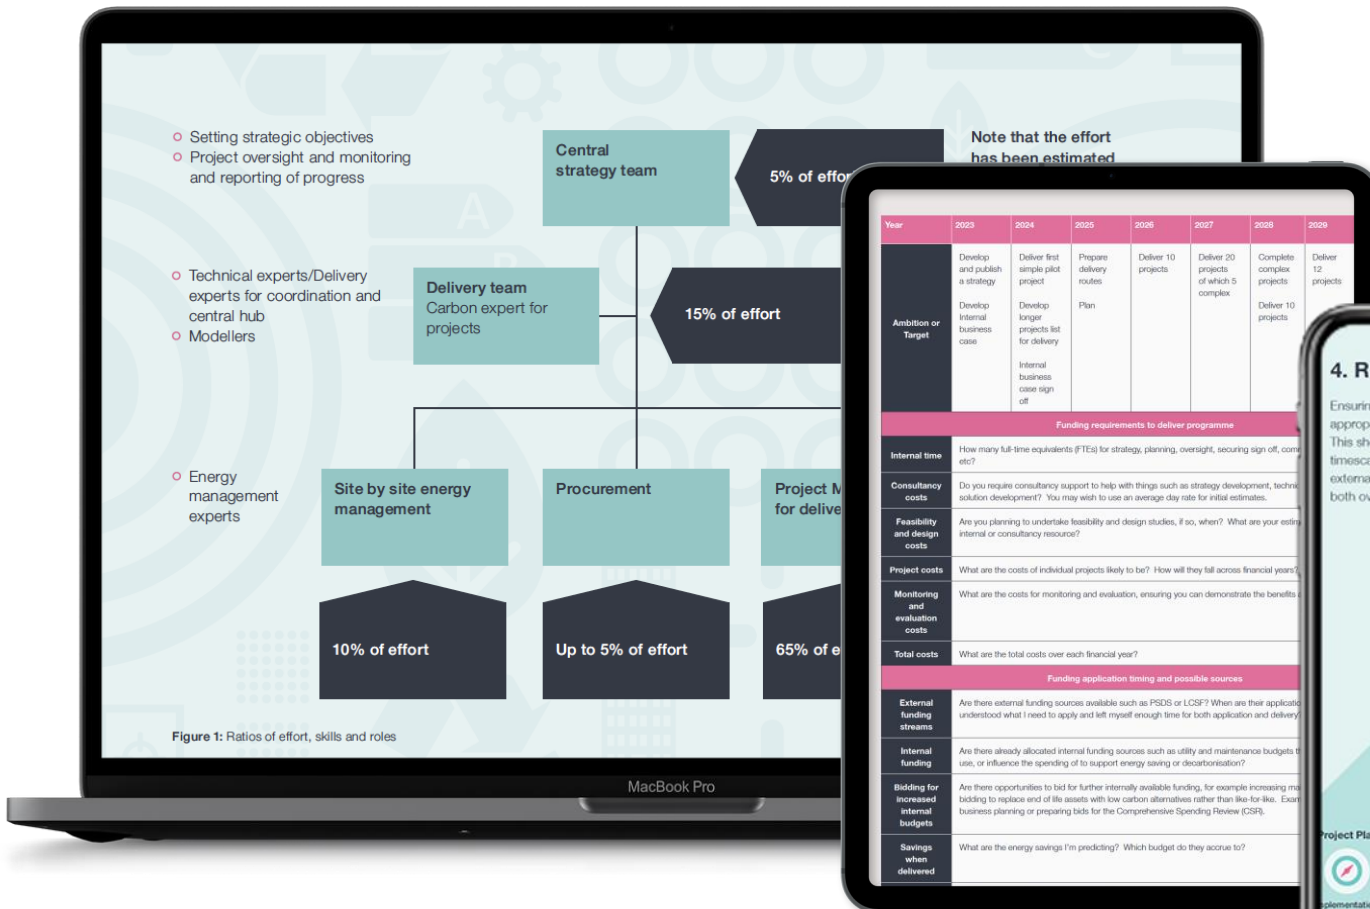 Setting strategic objectives
Project oversight and monitoring
and reporting of progress
Central
strategy team
5% of effor
Note that the effort
has been estimated
Technical experts/Delivery
experts for coordination and
central hub
Modellers
Delivery team
Carbon expert for
projects
15% of effort
Energy
management
experts
Site by site energy
management
Procurement
Project M
for delive
10% of effort
Up to 5% of effort
65% of e
Figure 1: Ratios of effort, skills and roles
MacBook Pro
Year 2023 2024 2025 2026 2027 2028 2029
Ambition or
Target
Develop
and publish
a strategy
Develop
Internal
business
case
Deliver first
simple pilot
project
Develop
longer
projects list
for delivery
Internal
business
case sign
off
Prepare
delivery
routes
Plan
Deliver 10
projects
Deliver 20
projects
of which 5
complex
Complete
complex
projects
Deliver 10
projects
Deliver
12
projects
Funding requirements to deliver programme
Internal time
How many full-time equivalents (FTEs) for strategy, planning, oversight, securing sign off, com
etc?
Consultancy
costs
Do you require consultancy support to help with things such as strategy development, techni
solution development? You may wish to use an average day rate for initial estimates.
Feasibility
and design
costs
Are you planning to undertake feasibility and design studies, if so, when? What are your estim
internal or consultancy resource?
Project costs
What are the costs of individual projects likely to be? How will they fall across financial years?
Monitoring
and
evaluation
costs
What are the costs for monitoring and evaluation, ensuring you can demonstrate the benefits
Total costs
What are the total costs over each financial year?
Funding application timing and possible sources
External
funding
streams
Are there external funding sources available such as PSDS or LCSF? When are their applicatio
understood what I need to apply and left myself enough time for both application and delivery
Internal
funding
Are there already allocated internal funding sources such as utility and maintenance budgets th
use, or influence the spending of to support energy saving or decarbonisation?
Bidding for
increased
internal
budgets
Are there opportunities to bid for further internally available funding, for example increasing ma
bidding to replace end of life assets with low carbon alternatives rather than like-for-like. Exam
business planning or preparing bids for the Comprehensive Spending Review (CSR).
Savings
when
delivered
What are the energy savings I'm predicting? Which budget do they accrue to?
4. R
Ensurin
approp
This sh
timesca
externa
both ov
Project Pla